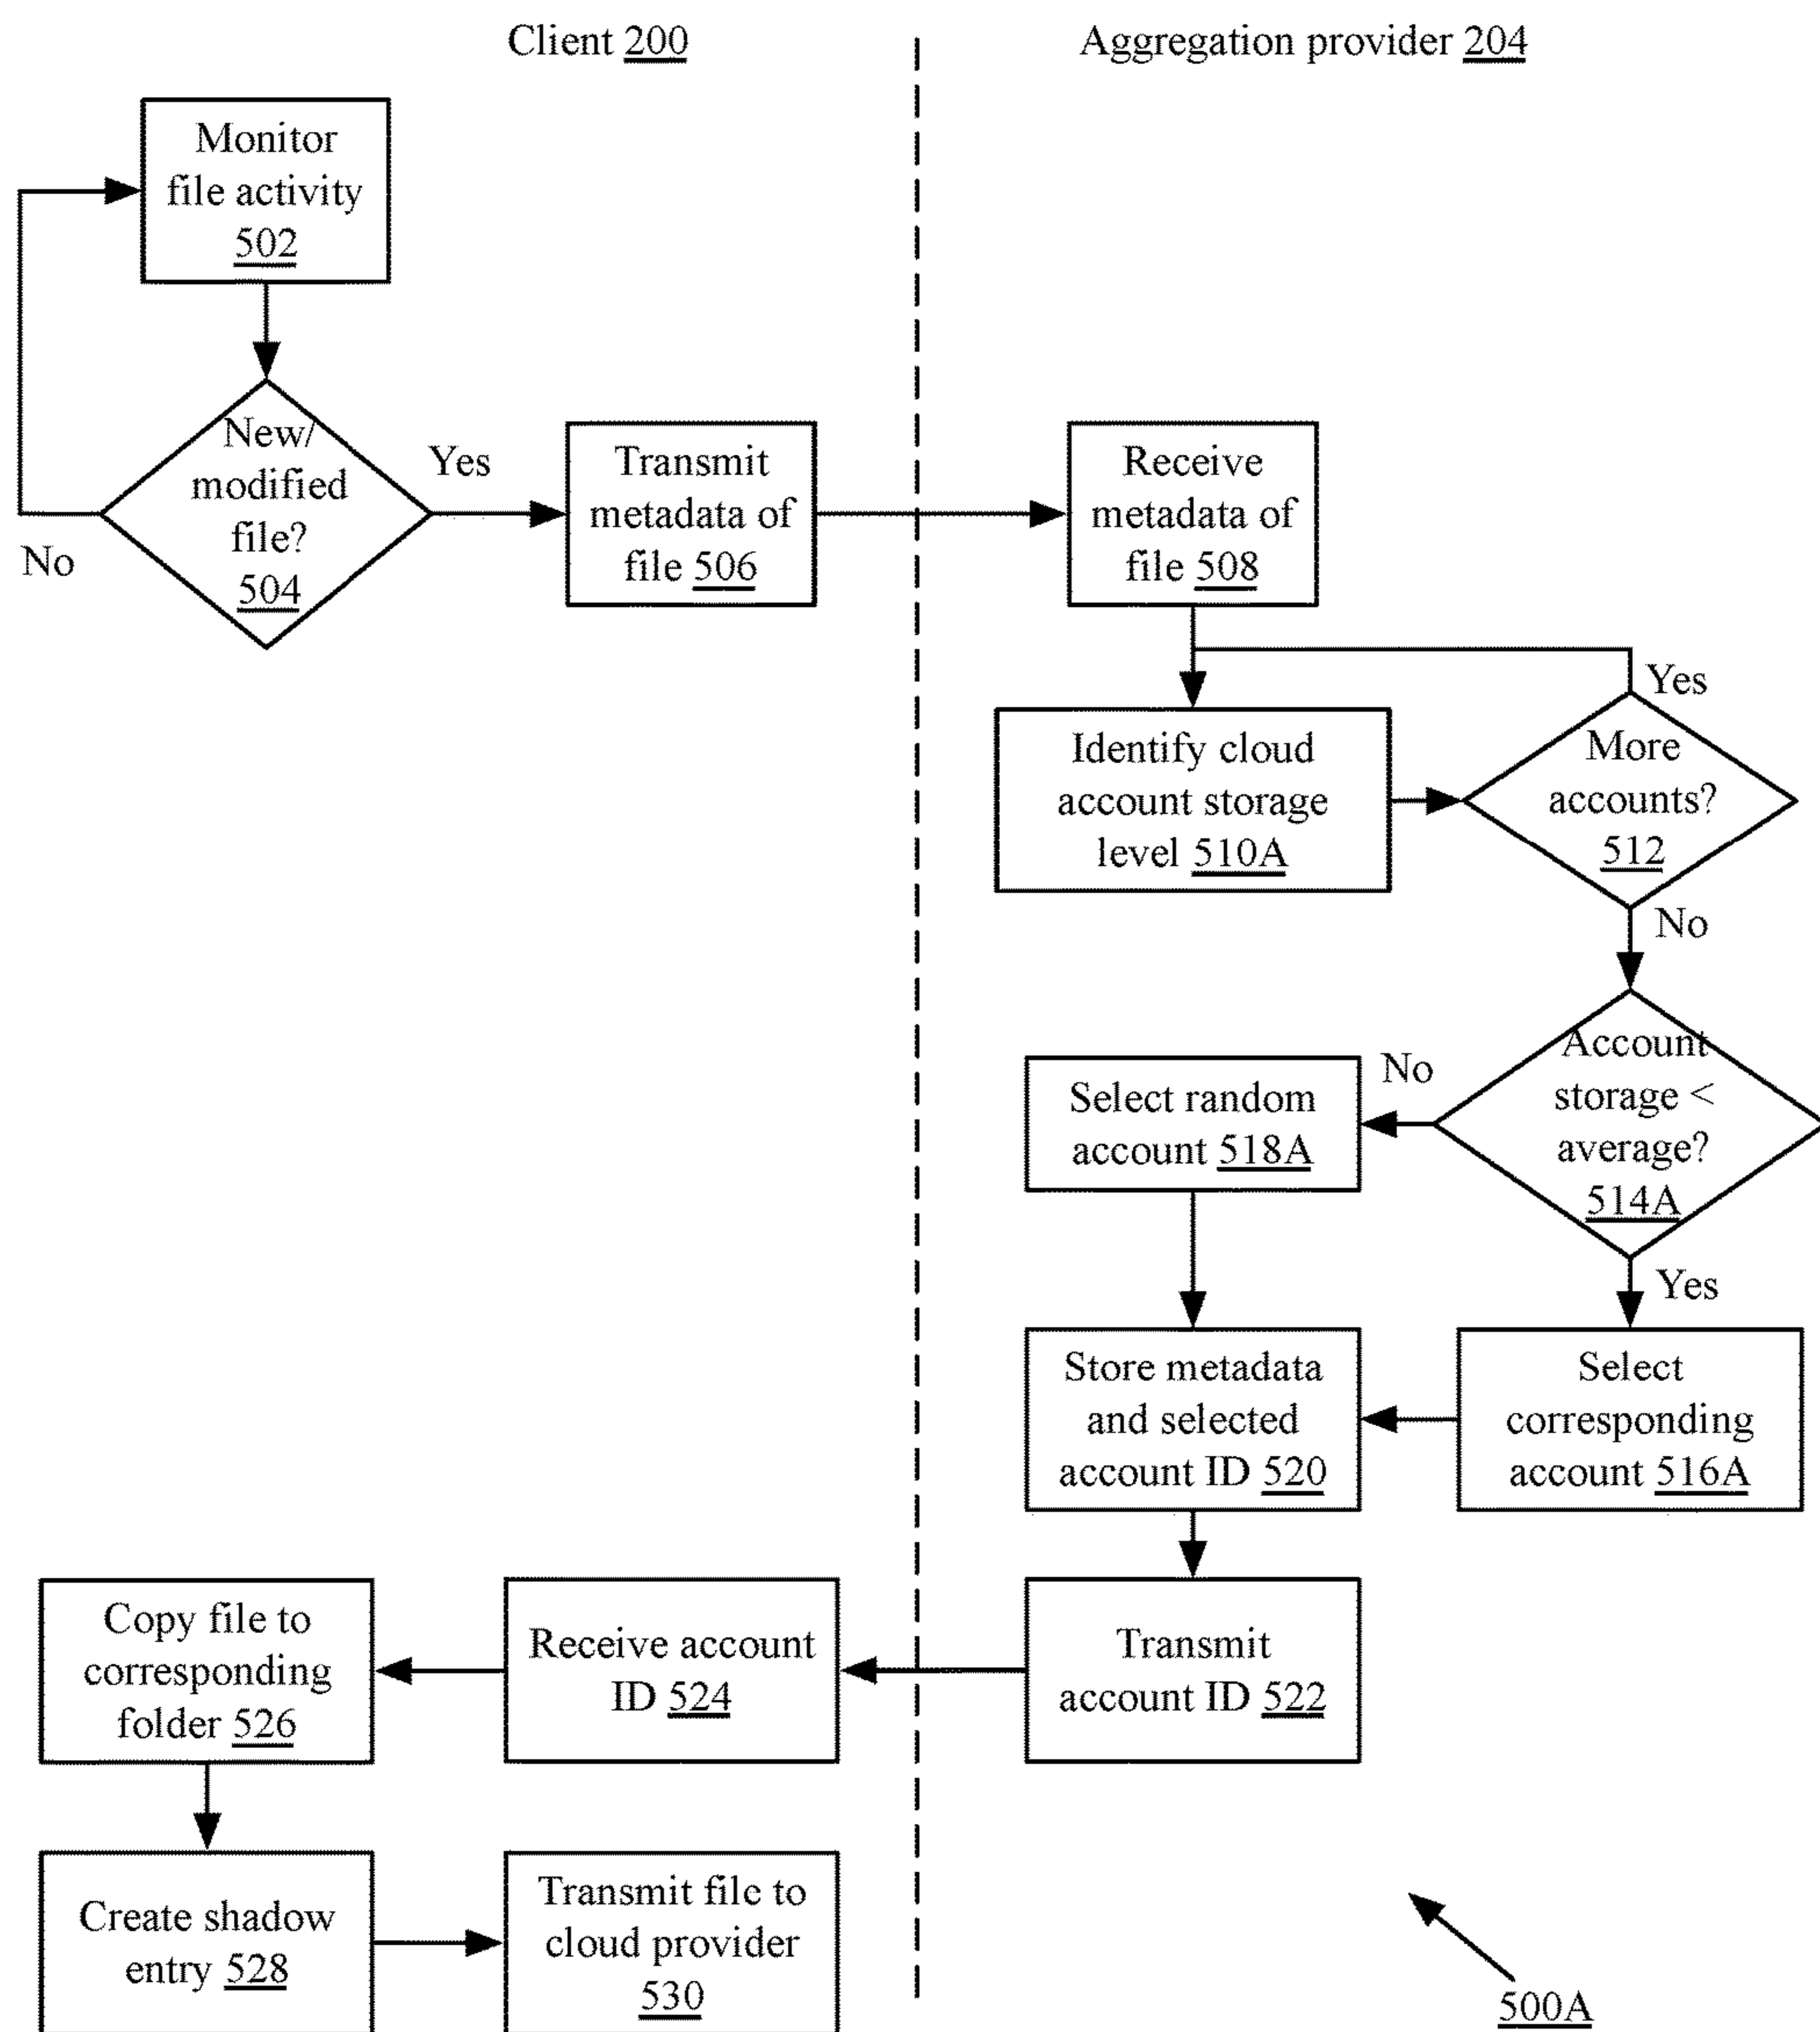 Client 200
Aggregation provider 204
Monitor
file activity
502
New/
modified
file?
504
Yes
No
Transmit
metadata of
file 506
Receive
metadata of
file 508
Identify cloud
account storage
level 510A
Yes
More
accounts?
512
No
Account
storage <
average?
514A
No
Yes
Select random
account 518A
Select
corresponding
account 516A
Store metadata
and selected
account ID 520
Transmit
account ID 522
Receive account
ID 524
Copy file to
corresponding
folder 526
Create shadow
entry 528
Transmit file to
cloud provider
530
500A